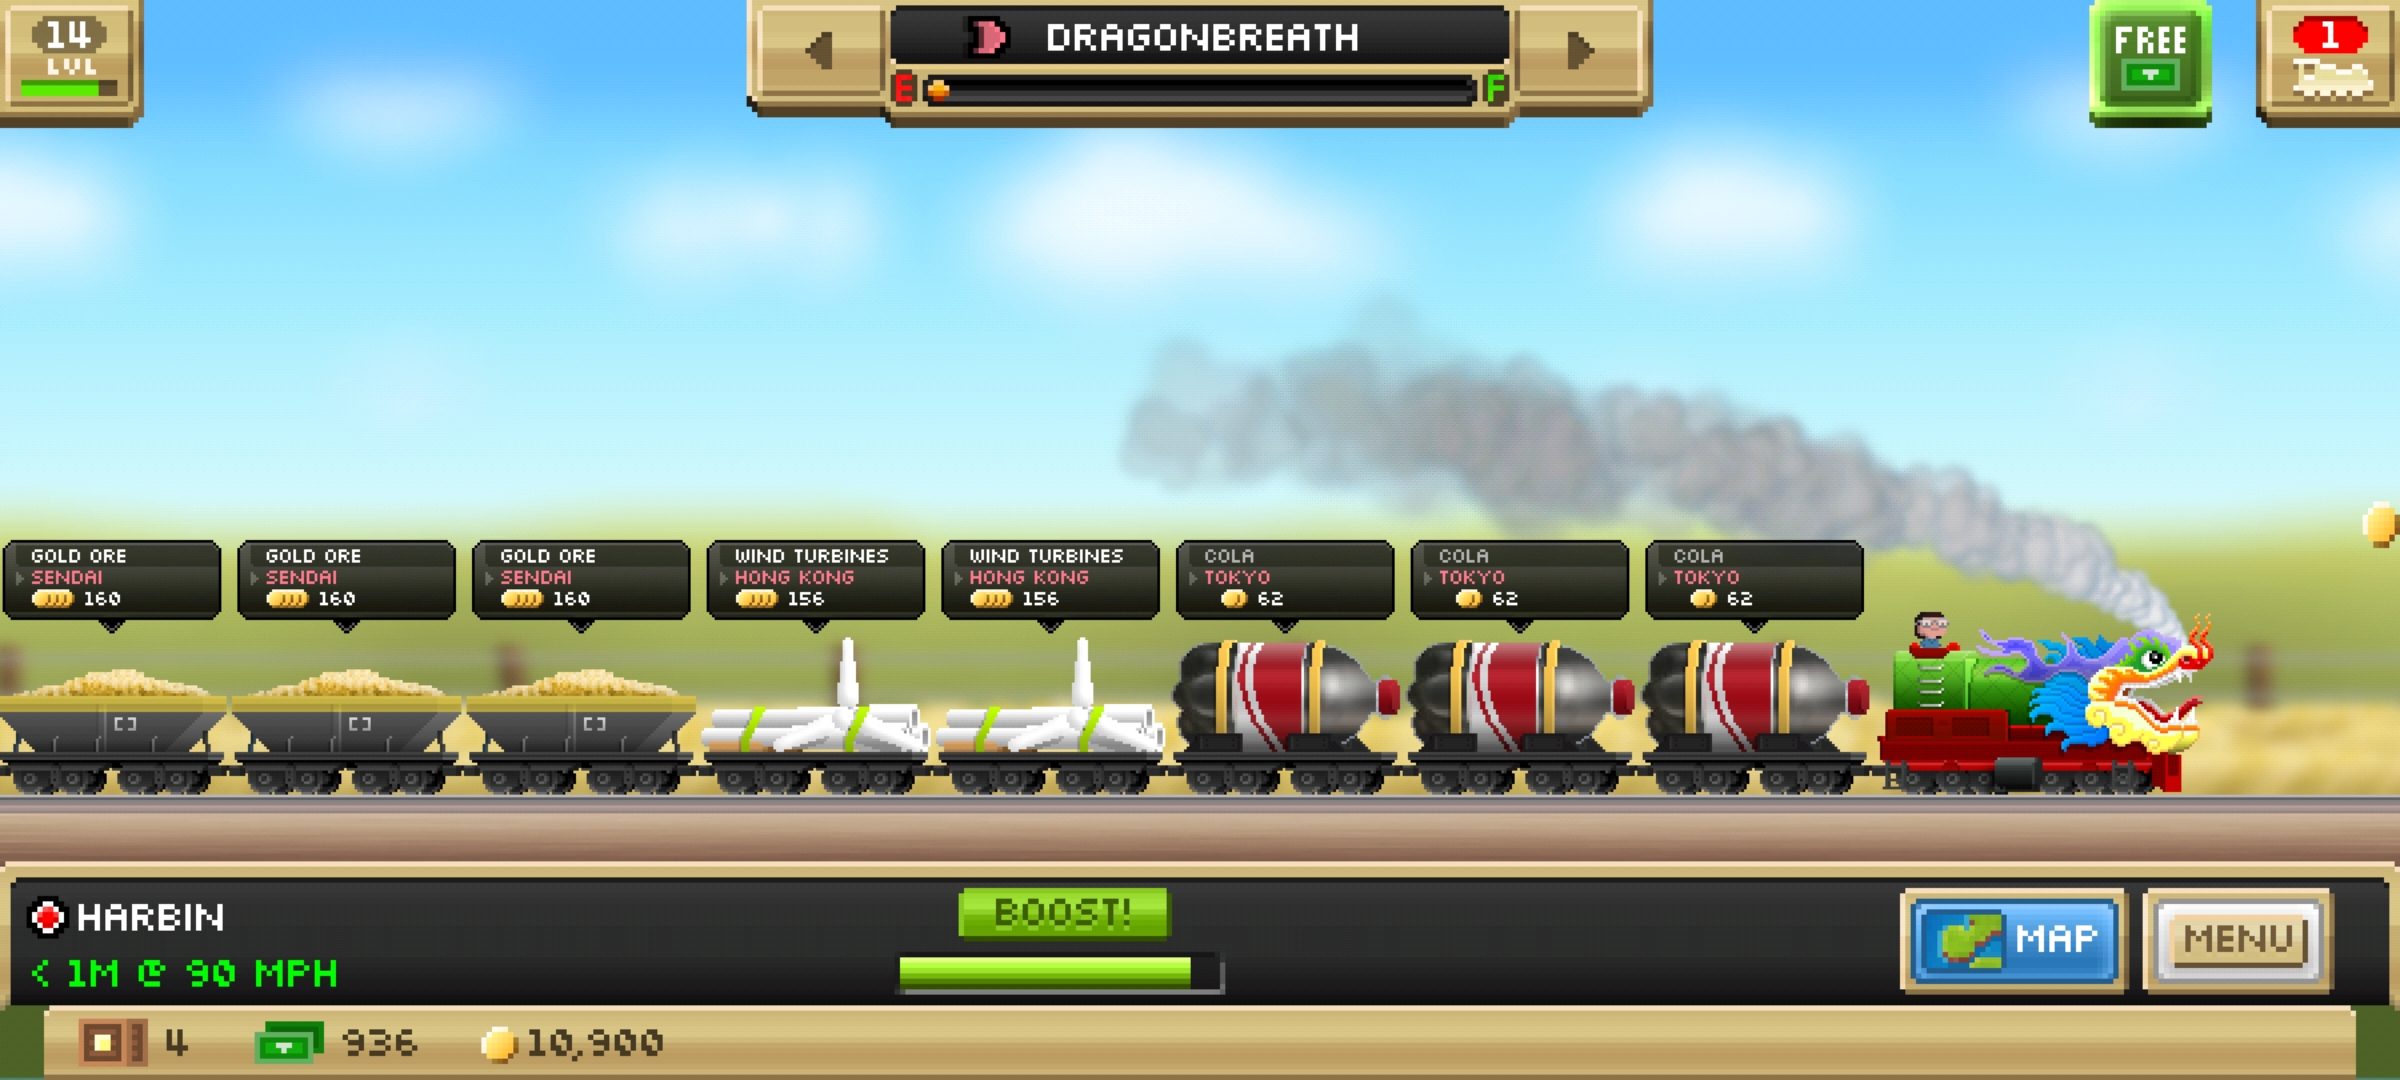 14
LVL
DRAGONBREATH
E F
FREE
1
GOLD ORE
SENDAI
160
GOLD ORE
SENDAI
160
GOLD ORE
SENDAI
160
WIND TURBINES
HONG KONG
156
WIND TURBINES
HONG KONG
156
COLA
TOKYO
62
COLA
TOKYO
62
COLA
TOKYO
62
HARBIN
< 1M @ 90 MPH
BOOST!
MAP
MENU
4
936
10,900